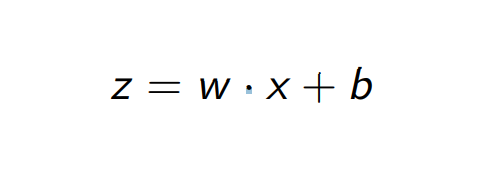 z = w · x + b